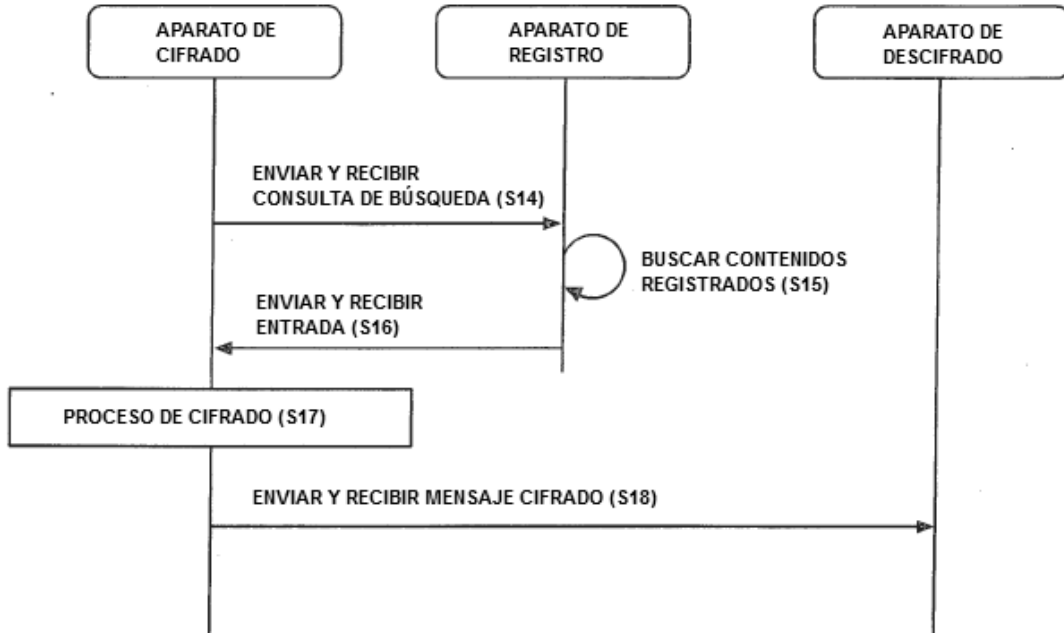 APARATO DE
CIFRADO
APARATO DE
REGISTRO
APARATO DE
DESCIFRADO
ENVIAR Y RECIBIR
CONSULTA DE BÚSQUEDA (S14)
BUSCAR CONTENIDOS
REGISTRADOS (S15)
ENVIAR Y RECIBIR
ENTRADA (S16)
PROCESO DE CIFRADO (S17)
ENVIAR Y RECIBIR MENSAJE CIFRADO (S18)